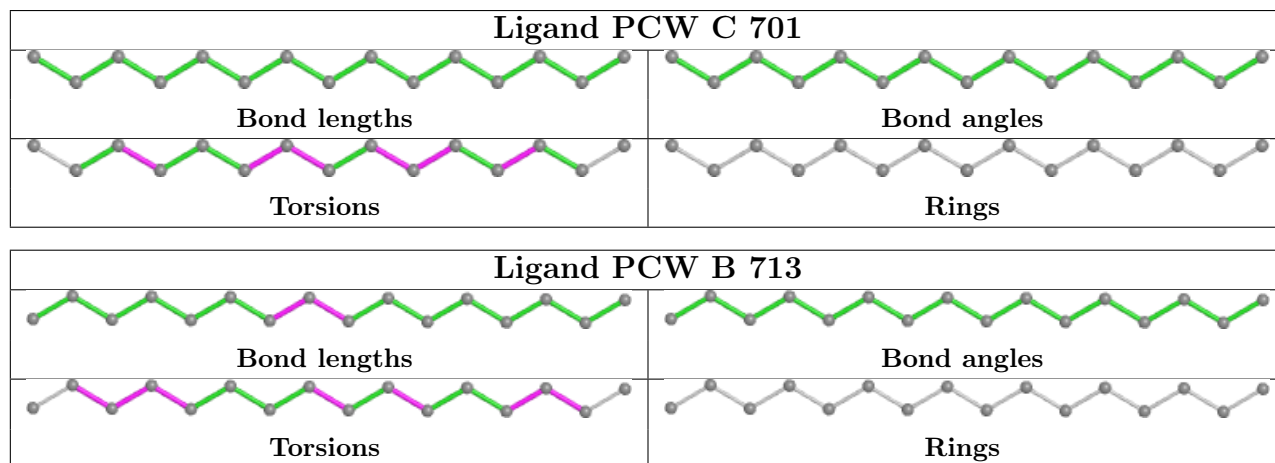 Ligand PCW C 701
Bond lengths
Bond angles
Torsions
Rings
Ligand PCW B 713
Bond lengths
Bond angles
Torsions
Rings